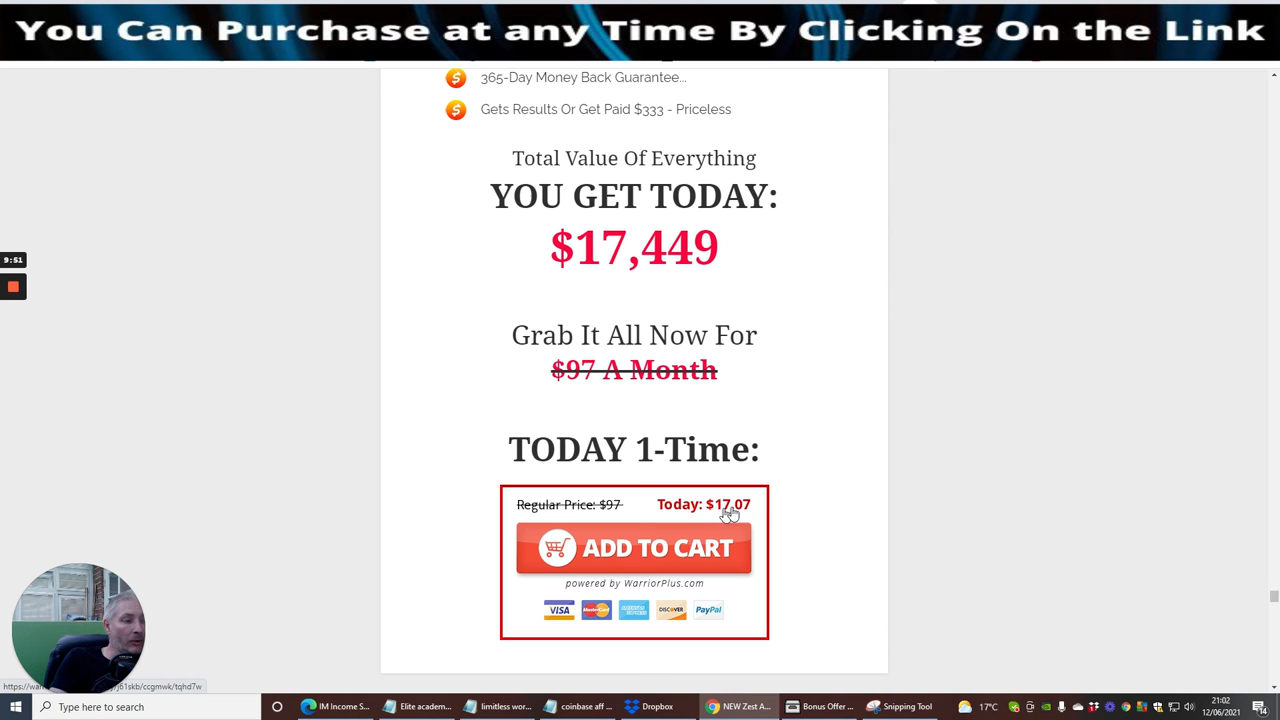 You Can Purchase at any Time By Clicking On the Link
365-Day Money Back Guarantee...
Gets Results Or Get Paid $333 - Priceless
Total Value Of Everything
YOU GET TODAY:
$17,449
9:51
Grab It All Now For
$97 A Month
TODAY 1-Time:
Regular Price: $97 Today: $17.07
ADD TO CART
powered by WarriorPlus.com
VISA MasterCard AMERICAN EXPRESS DISCOVER PayPal
Type here to search
IM Income S...
Elite academ...
limitless wor...
coinbase aff ...
Dropbox
NEW Zest A...
Bonus Offer ...
Snipping Tool
17°C
21:02
12/06/2021